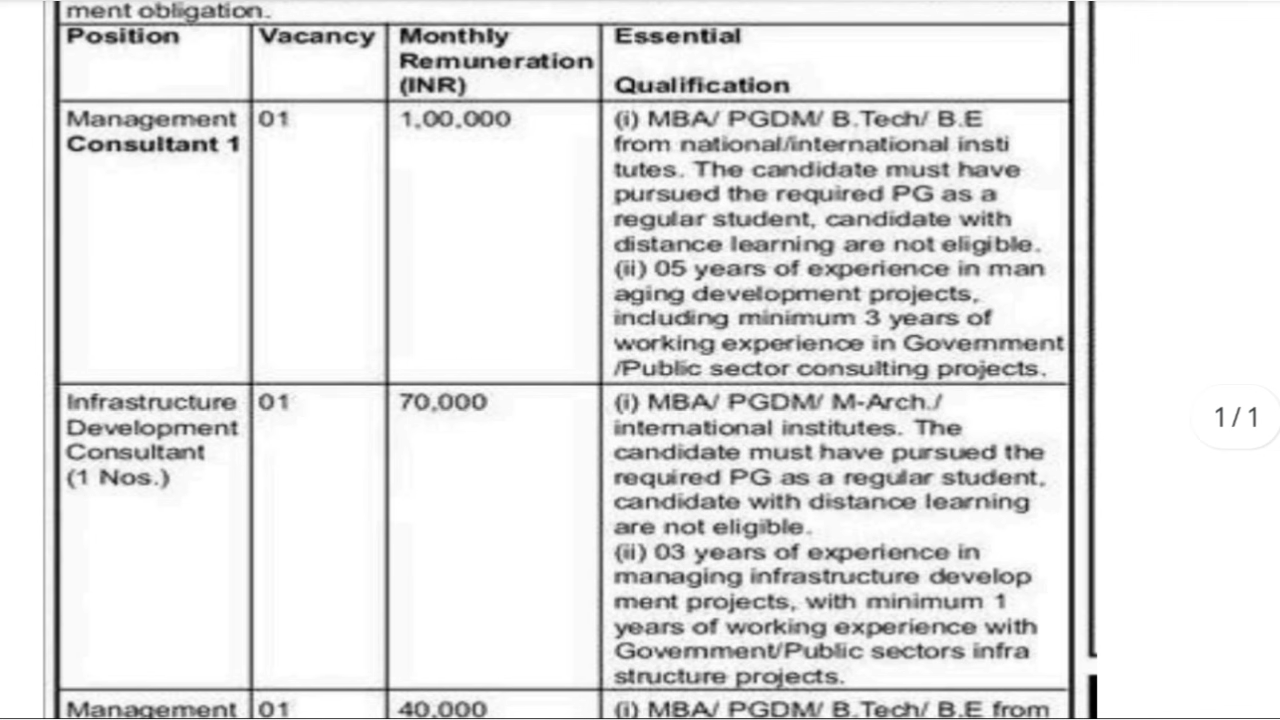 ment obligation.
Position Vacancy Monthly Remuneration (INR) Essential Qualification
Management Consultant 1
01
1,00,000
(i) MBA/ PGDM/ B.Tech/ B.E
from national/international insti
tutes. The candidate must have
pursued the required PG as a
regular student, candidate with
distance learning are not eligible.
(ii) 05 years of experience in man
aging development projects,
including minimum 3 years of
working experience in Government
/Public sector consulting projects.
Infrastructure
Development
Consultant
(1 Nos.)
01
70,000
(i) MBA/ PGDM/ M-Arch./
international institutes. The
candidate must have pursued the
required PG as a regular student,
candidate with distance learning
are not eligible.
(ii) 03 years of experience in
managing infrastructure develop
ment projects, with minimum 1
years of working experience with
Government/Public sectors infra
structure projects.
Management
01
40,000
(i) MBA/ PGDM/ B.Tech/ B.E from
1/1